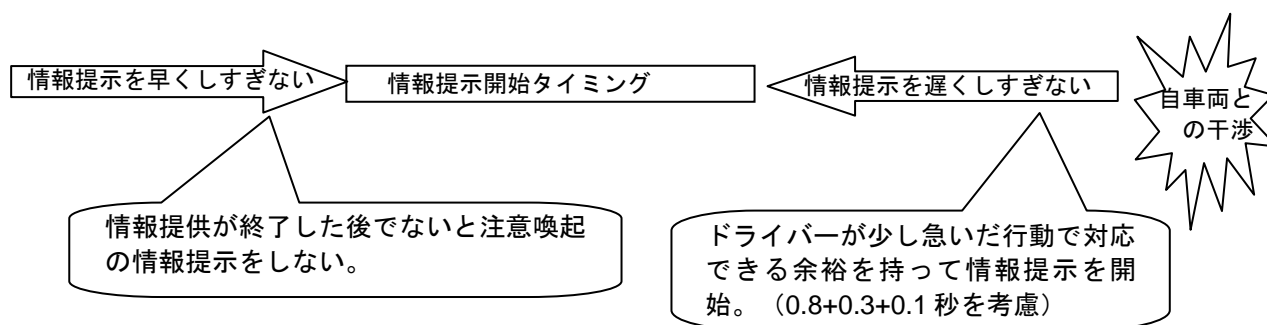 情報提示を早くしすぎない
情報提示開始タイミング
情報提示を遅くしすぎない
自車両と
の干渉
情報提供が終了した後でないと注意喚起
の情報提示をしない。
ドライバーが少し急いだ行動で対応
できる余裕を持って情報提示を開
始。（0.8+0.3+0.1 秒を考慮）